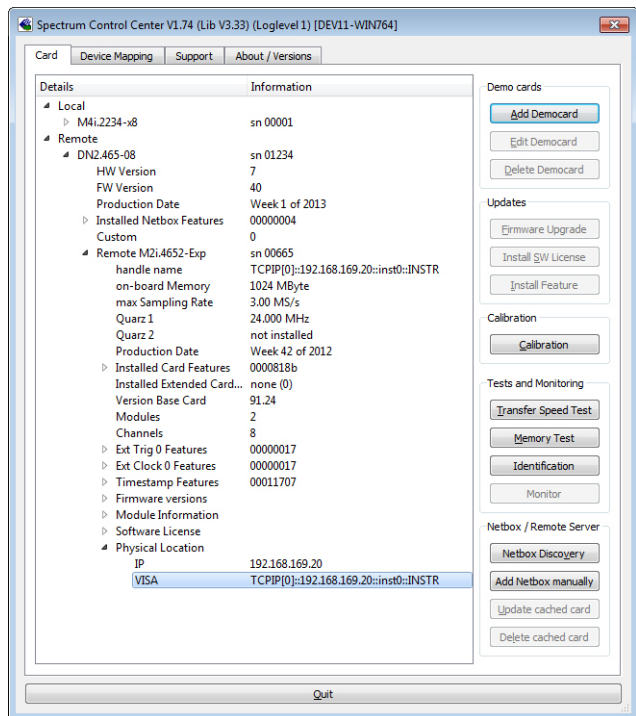 Spectrum Control Center V1.74 (Lib V3.33) (Loglevel 1) [DEV11-WIN764]
Card Device Mapping Support About / Versions
Details Information
Local
M4i.2234-x8 sn 00001
Remote
DN2.465-08 sn 01234
HW Version 7
FW Version 40
Production Date Week 1 of 2013
Installed Netbox Features 00000004
Custom 0
Remote M2i.4652-Exp sn 00665
handle name TCPIP[0]::192.168.169.20::inst0::INSTR
on-board Memory 1024 MByte
max Sampling Rate 3.00 MS/s
Quarz 1 24.000 MHz
Quarz 2 not installed
Production Date Week 42 of 2012
Installed Card Features 0000818b
Installed Extended Card... none (0)
Version Base Card 91.24
Modules 2
Channels 8
Ext Trig 0 Features 00000017
Ext Clock 0 Features 00000017
Timestamp Features 00011707
Firmware versions
Module Information
Software License
Physical Location
IP 192.168.169.20
VISA TCPIP[0]::192.168.169.20::inst0::INSTR
Demo cards
Add Democard
Edit Democard
Delete Democard
Updates
Firmware Upgrade
Install SW License
Install Feature
Calibration
Calibration
Tests and Monitoring
Transfer Speed Test
Memory Test
Identification
Monitor
Netbox / Remote Server
Netbox Discovery
Add Netbox manually
Update cached card
Delete cached card
Quit